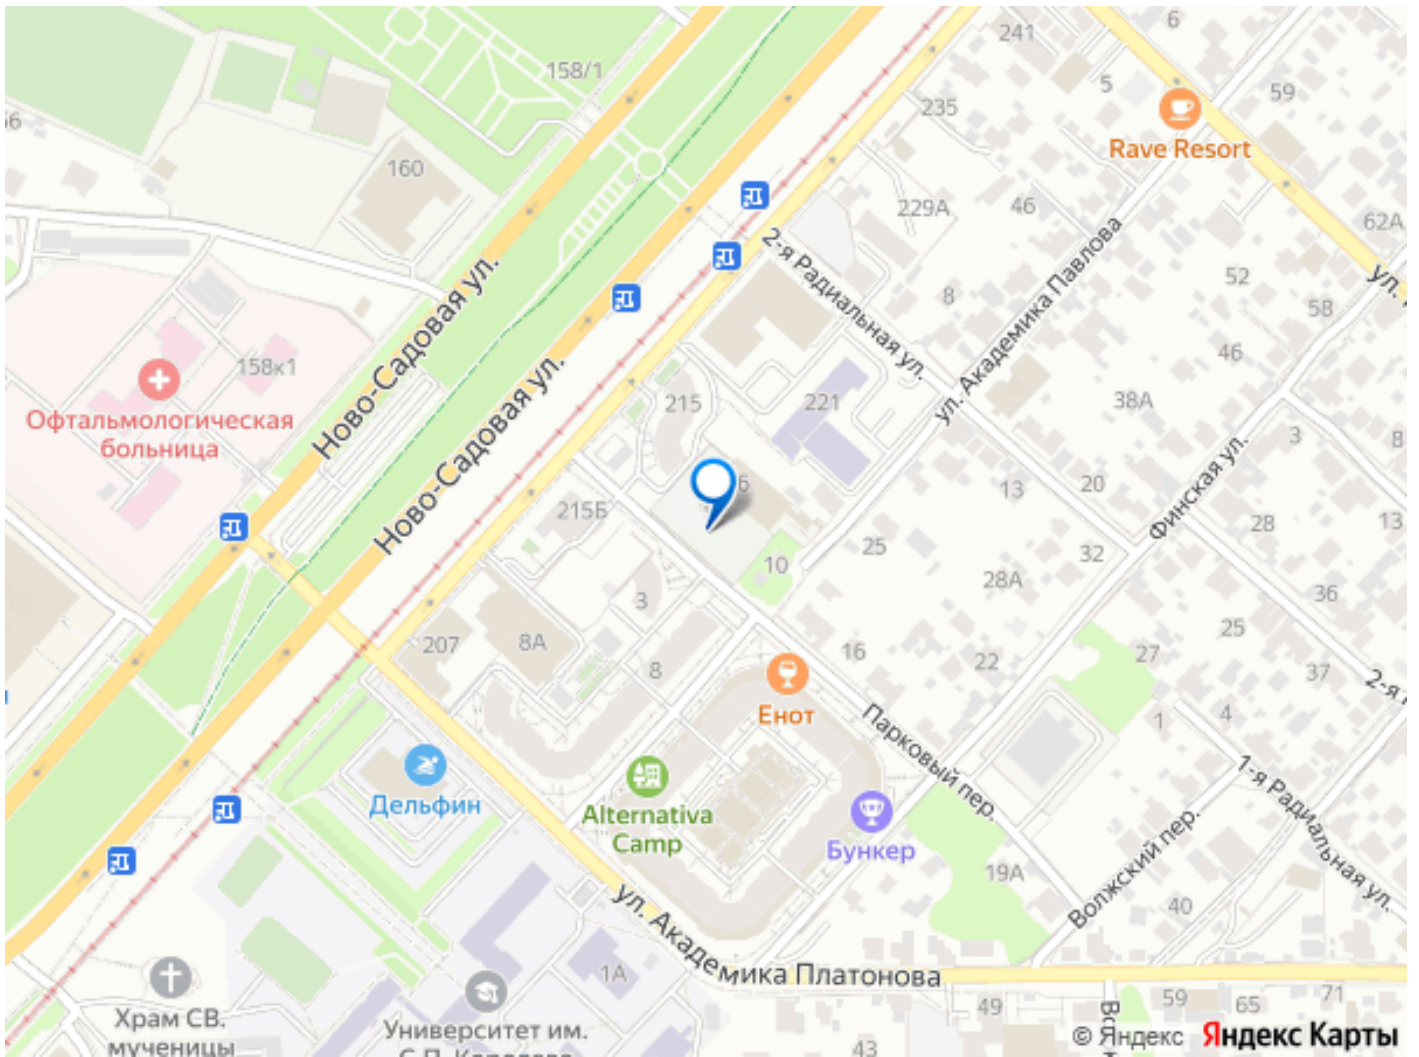 6
241
158/1
5
59
235
66
Rave Resort
160
229А
46
62А
2-я Радиальная ул.
ул. Академика Павлова
52
8
58
Ново-Садовая ул.
46
158к1
Офтальмологическая
больница
215
221
38А
Ново-Садовая ул.
3
8
Финская ул.
13
20
215Б
6
28
13
25
32
10
28А
36
3
25
207
8А
16
22
27
8
37
2-я
Енот
Парковый пер.
1
4
Дельфин
Alternativa
Camp
1-я Радиальная ул.
Бункер
Волжский пер.
19А
40
ул. Академика Платонова
1А
Храм СВ.
мученицы
Университет им.
С.П. Королева
49
59
65
71
43
© Яндекс Яндекс Карты